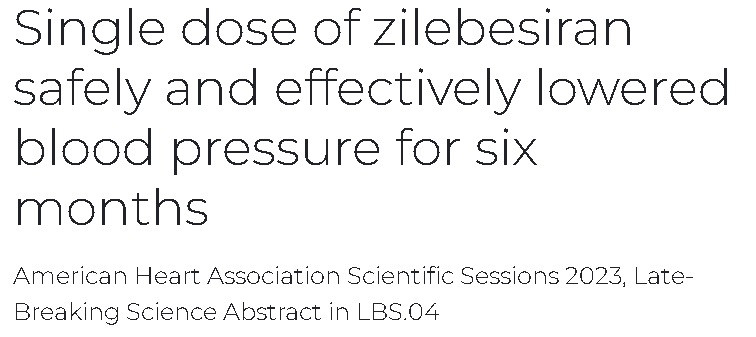 Single dose of zilebesiran
safely and effectively lowered
blood pressure for six
months
American Heart Association Scientific Sessions 2023, Late-
Breaking Science Abstract in LBS.04